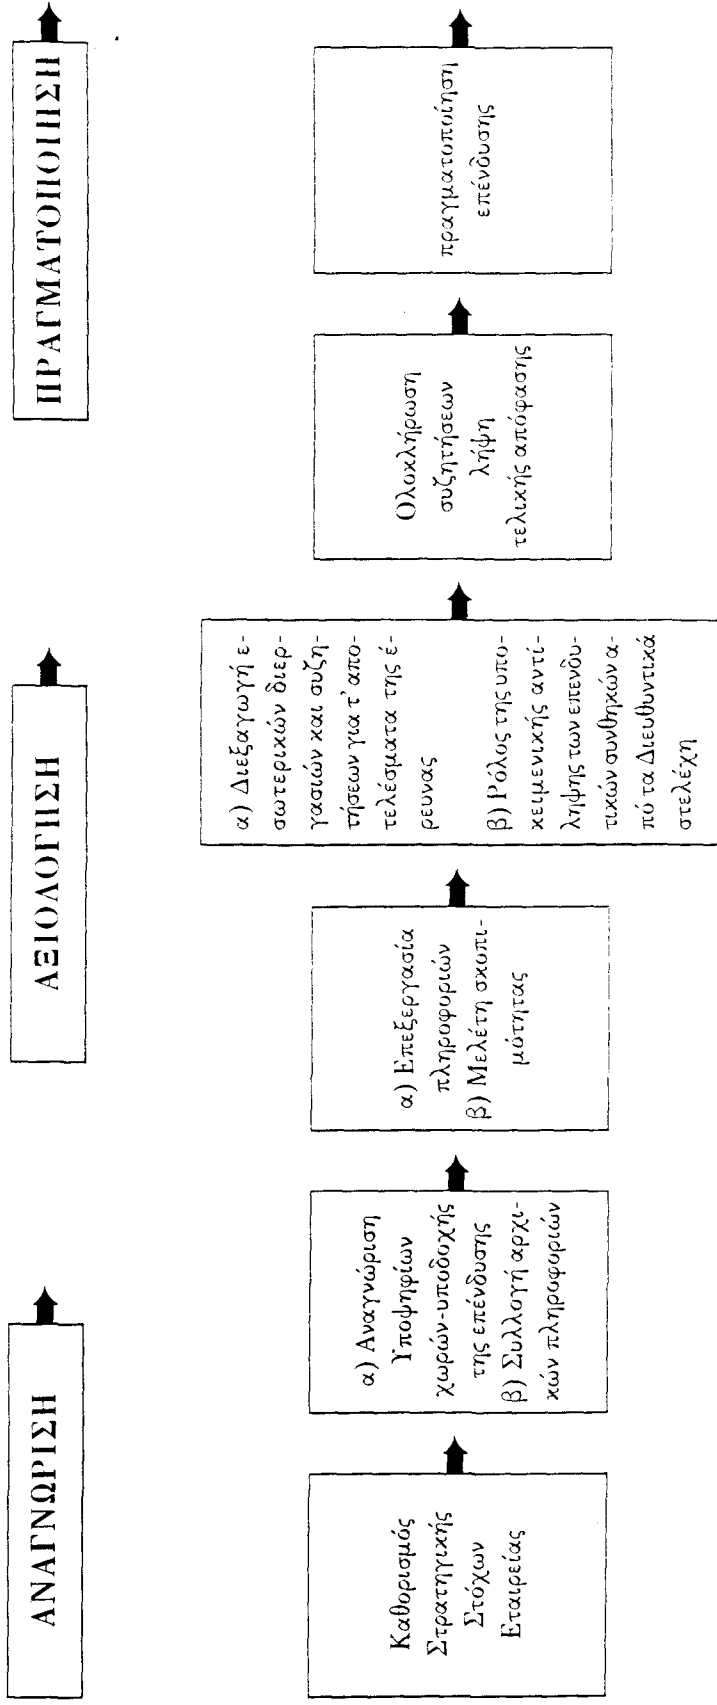 ΑΝΑΓΝΩΡΙΣΗ
ΑΞΙΟΛΟΓΗΣΗ
ΠΡΑΓΜΑΤΟΠΟΙΗΣΗ
Καθορισμός
Στρατηγικής
Στόχων
Εταιρείας
α) Αναγνώριση
Υποψηφίων
χωρών-υποδοχής
της επένδυσης
β) Συλλογή αρχι-
κών πληροφοριών
α) Επεξεργασία
πληροφοριών
β) Μελέτη σκοπι-
μότητας
α) Διεξαγωγή ε-
σωτερικών διερ-
γασιών και συζη-
τήσεων για τ' απο-
τελέσματα της έ-
ρευνας
β) Ρόλος της υπο-
κειμενικής αντί-
ληψης των επενδυ-
τικών συνθηκών α-
πό τα Διευθυντικά
στελέχη
Ολοκλήρωση
συζητήσεων
λήψη
τελικής απόφασης
πραγματοποίηση
επένδυσης